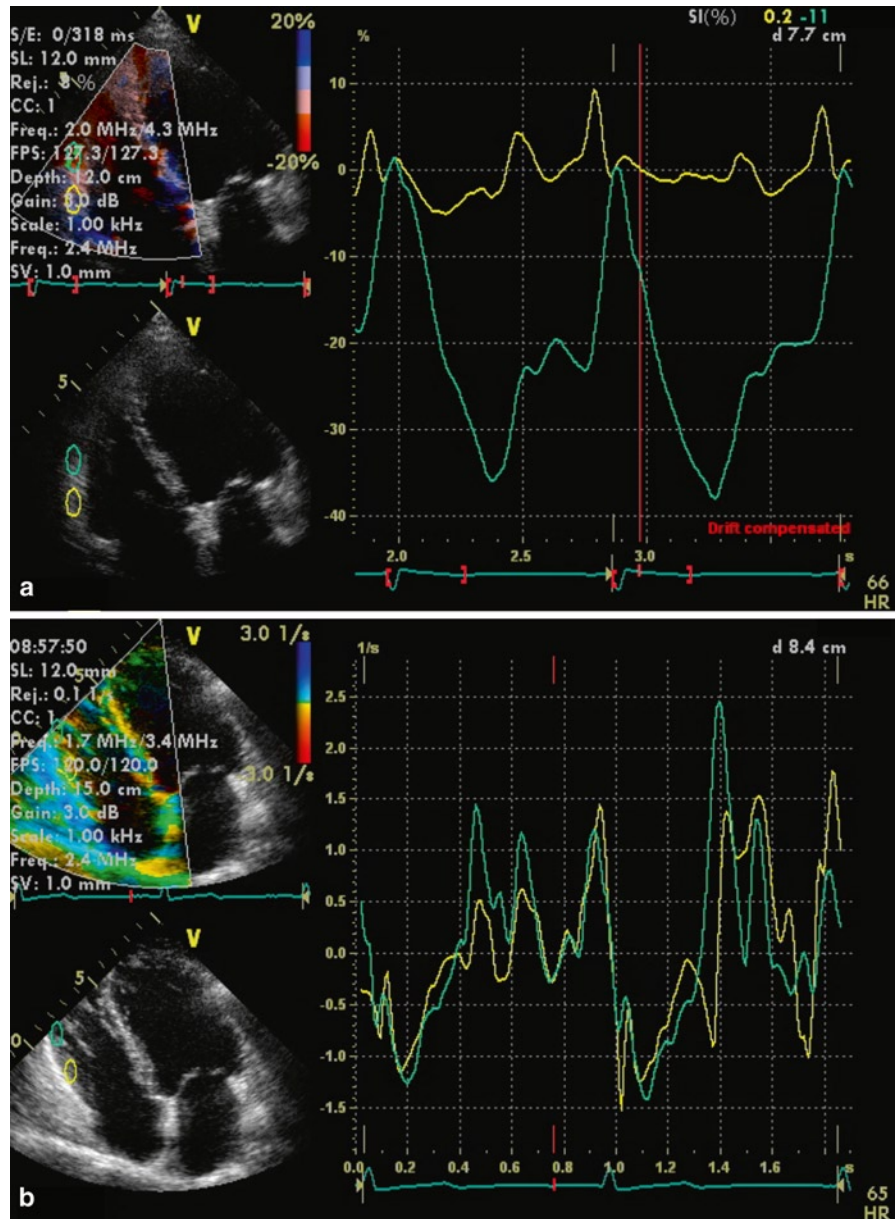 20%
V
SI(%) 0.2 -11
d 7.7 cm
S/E: 0/318 ms
SL: 12.0 mm
Rej.: 8 %
CC: 1
Freq.: 2.0 MHz/4.3 MHz
FPS: 127.3/127.3
-20%
Depth: 12.0 cm
Gain: 3.0 dB
Scale: 1.00 kHz
Freq.: 2.4 MHz
SV: 1.0 mm
%
10
0
-10
-20
-30
-40
V
5
Drift compensated
2.0 2.5 3.0 s
66
HR
a
3.0 1/s
V
08:57:50
SL: 12.0 mm
Rej.: 0.1 1
CC: 1
Freq.: 1.7 MHz/3.4 MHz
FPS: 120.0/120.0
-3.0 1/s
Depth: 15.0 cm
Gain: 3.0 dB
Scale: 1.00 kHz
Freq.: 2.4 MHz
SV: 1.0 mm
1/s
d 8.4 cm
2.5
2.0
1.5
1.0
0.5
0.0
-0.5
-1.0
-1.5
V
5
0
0.0 0.2 0.4 0.6 0.8 1.0 1.2 1.4 1.6 s
65
HR
b